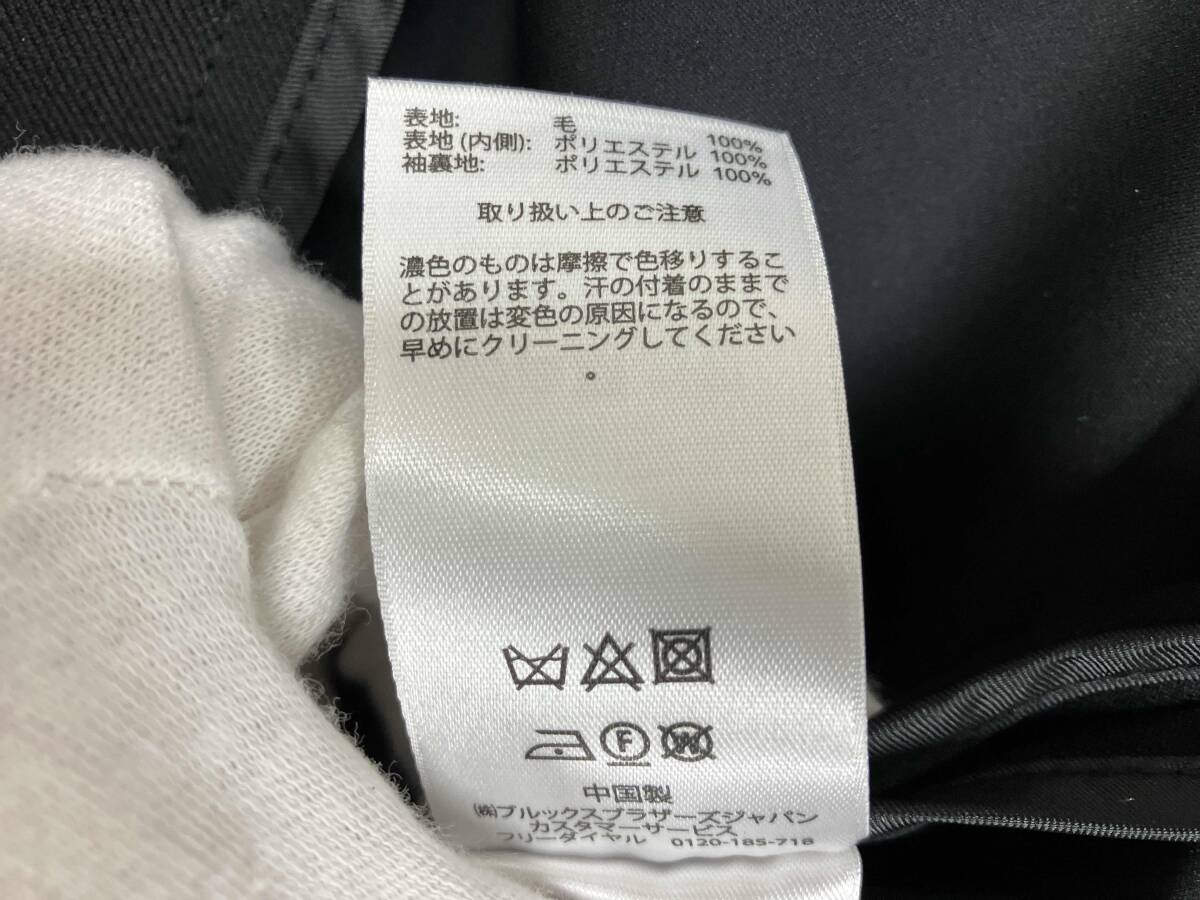 表地: 毛 100%
表地 (内側): ポリエステル 100%
袖裏地: ポリエステル 100%
取り扱い上のご注意
濃色のものは摩擦で色移りするこ
とがあります。汗の付着のままで
の放置は変色の原因になるので、
早めにクリーニングしてください
。
F W
中国製
㈱ブルックスブラザーズジャパン
カスタマーサービス
フリーダイヤル 0120-185-718